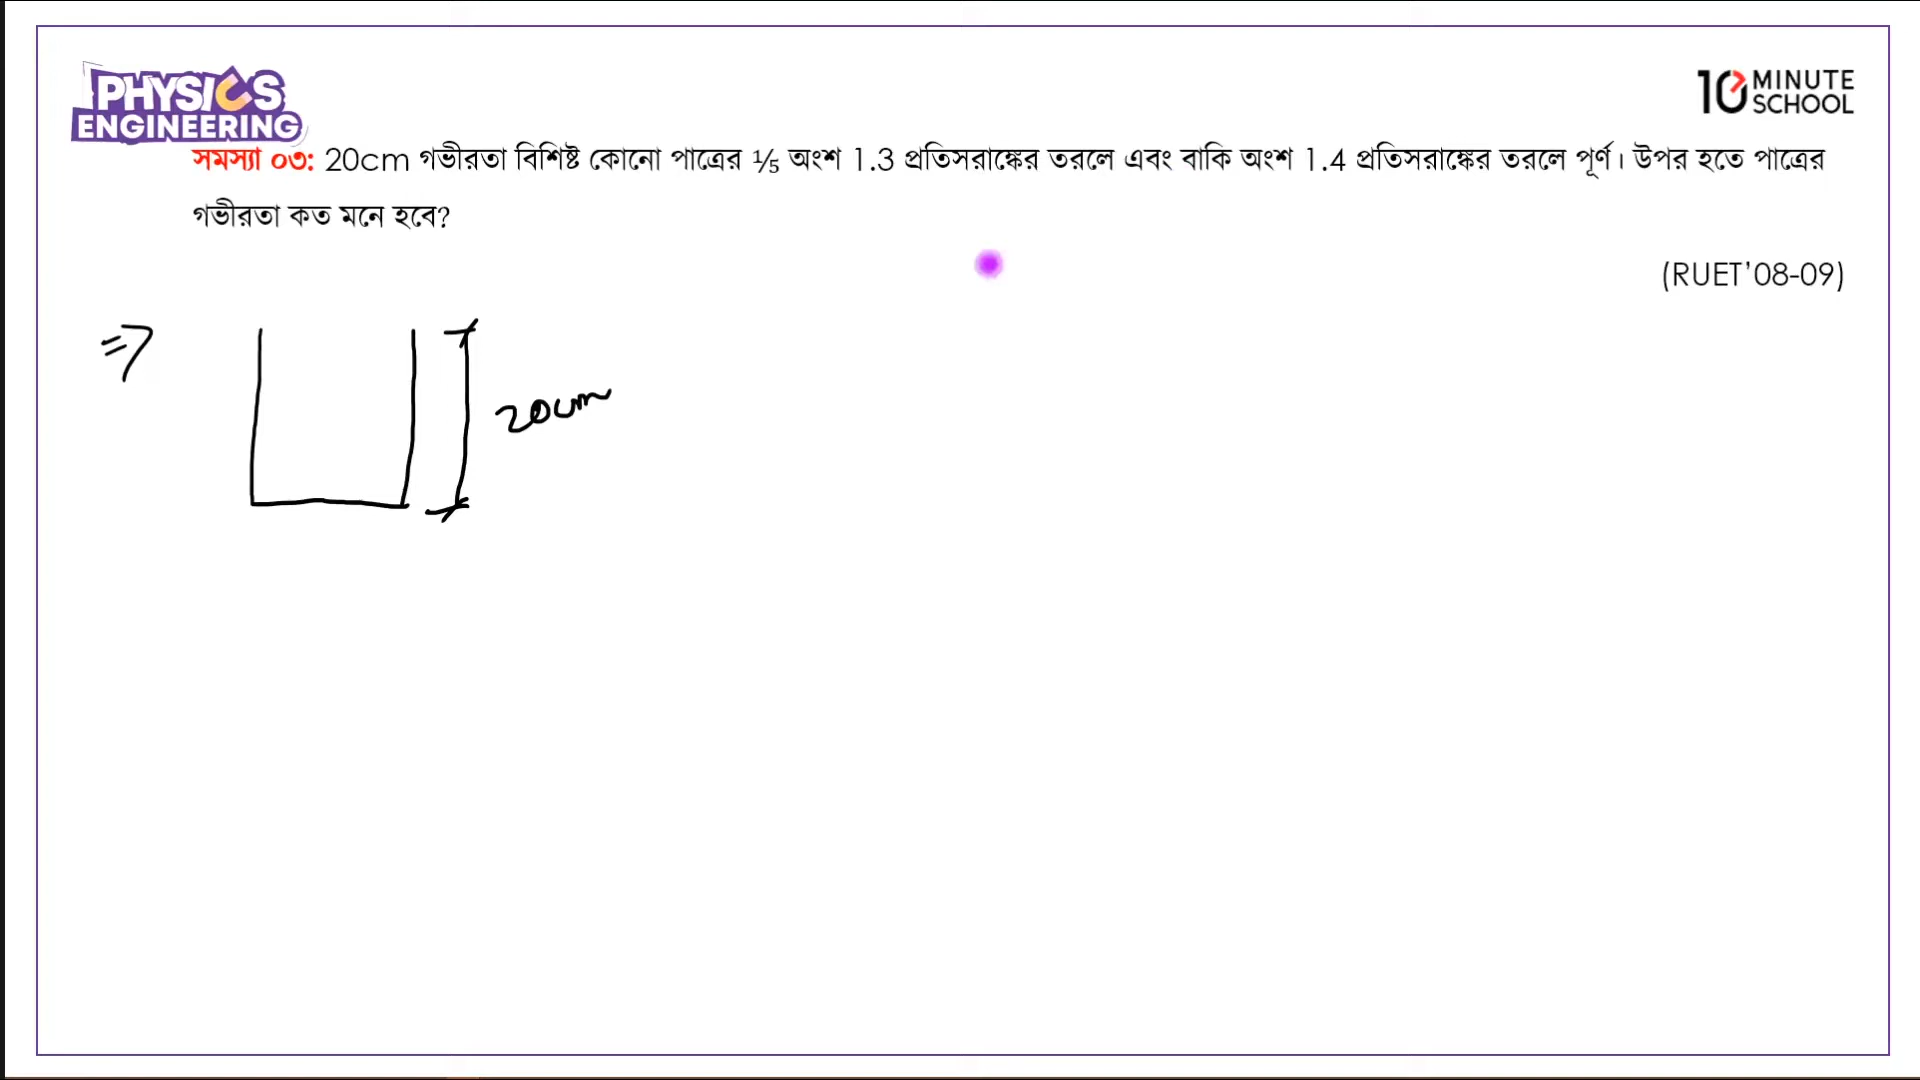 PHYSICS
ENGINEERING
10 MINUTE
SCHOOL
সমস্যা ০৩: 20cm গভীরতা বিশিষ্ট কোনো পাত্রের ⅕ অংশ 1.3 প্রতিসরাঙ্কের তরলে এবং বাকি অংশ 1.4 প্রতিসরাঙ্কের তরলে পূর্ণ। উপর হতে পাত্রের
গভীরতা কত মনে হবে?
(RUET’08-09)
⇒
20cm